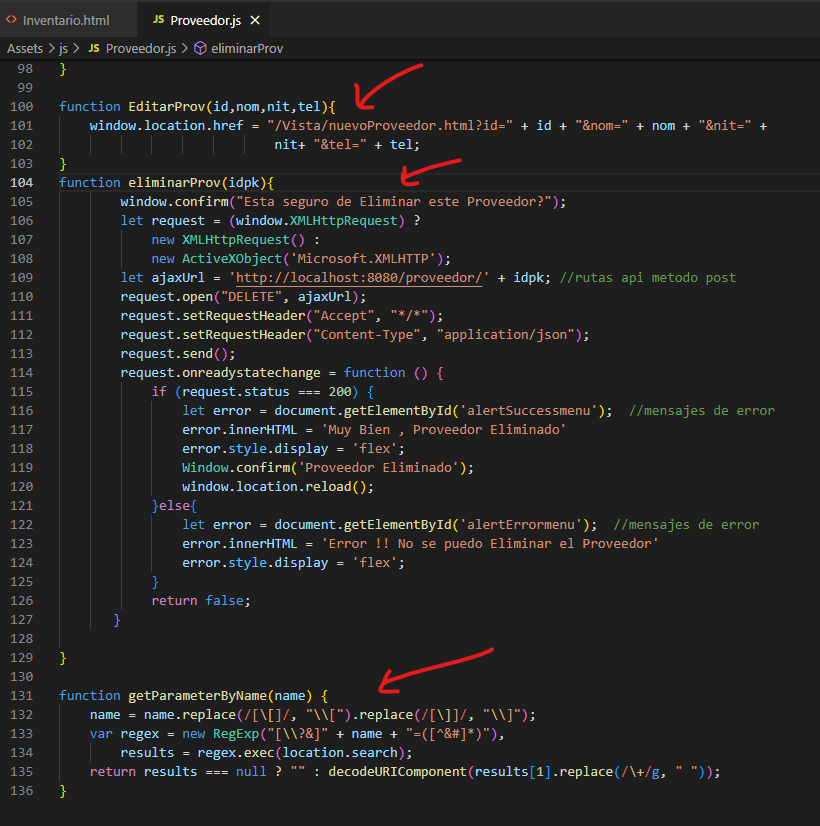 Inventario.html
JS Proveedor.js ×
Assets > js > JS Proveedor.js > eliminarProv
98 }
99
100 function EditarProv(id,nom,nit,tel){
101     window.location.href = "/Vista/nuevoProveedor.html?id=" + id + "&nom=" + nom + "&nit=" +
102                             nit+ "&tel=" + tel;
103 }
104 function eliminarProv(idpk){
105         window.confirm("Esta seguro de Eliminar este Proveedor?");
106         let request = (window.XMLHttpRequest) ?
107             new XMLHttpRequest() :
108             new ActiveXObject('Microsoft.XMLHTTP');
109         let ajaxUrl = 'http://localhost:8080/proveedor/' + idpk; //rutas api metodo post
110         request.open("DELETE", ajaxUrl);
111         request.setRequestHeader("Accept", "*/*");
112         request.setRequestHeader("Content-Type", "application/json");
113         request.send();
114         request.onreadystatechange = function () {
115             if (request.status === 200) {
116                 let error = document.getElementById('alertSuccessmenu');  //mensajes de error
117                 error.innerHTML = 'Muy Bien , Proveedor Eliminado'
118                 error.style.display = 'flex';
119                 Window.confirm('Proveedor Eliminado');
120                 window.location.reload();
121             }else{
122                 let error = document.getElementById('alertErrormenu');  //mensajes de error
123                 error.innerHTML = 'Error !! No se puedo Eliminar el Proveedor'
124                 error.style.display = 'flex';
125             }
126             return false;
127        }
128
129 }
130
131 function getParameterByName(name) {
132     name = name.replace(/[\[]/, "\\[").replace(/[\]]/, "\\]");
133     var regex = new RegExp("[\\?&]" + name + "=([^&#]*)"),
134         results = regex.exec(location.search);
135     return results === null ? "" : decodeURIComponent(results[1].replace(/\+/g, " "));
136 }